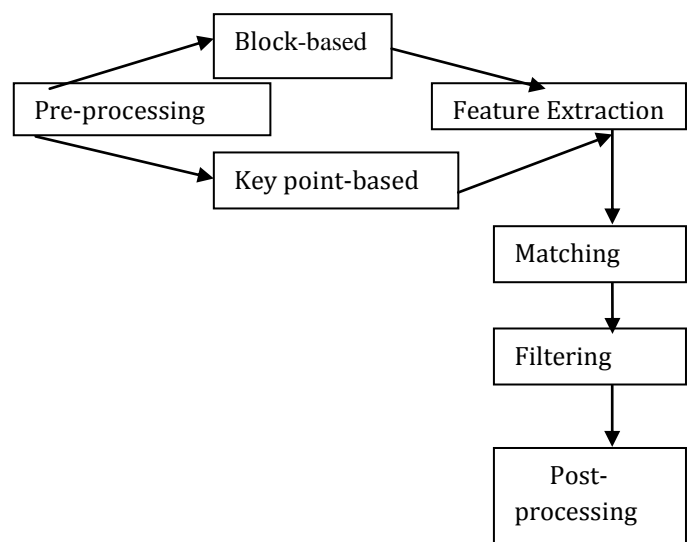 Block-based
Pre-processing
Feature Extraction
Key point-based
Matching
Filtering
Post-
processing